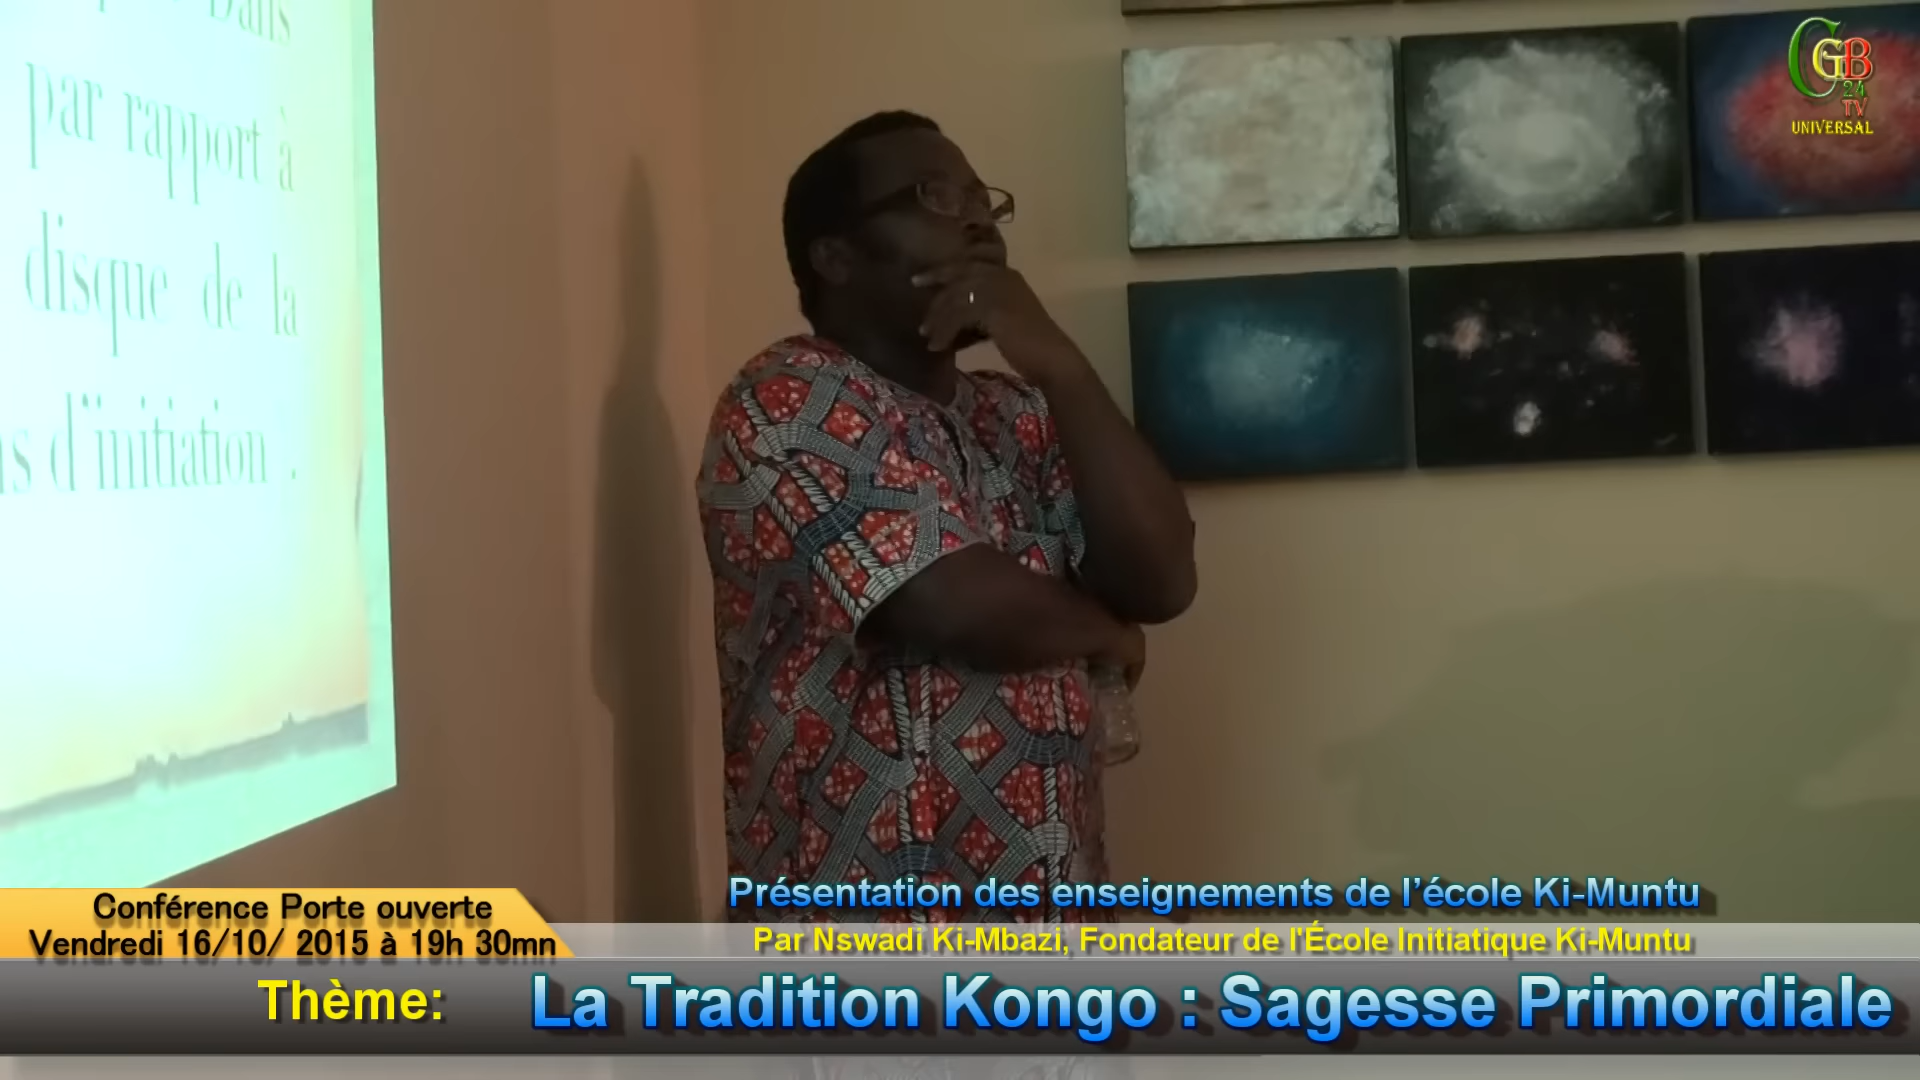 Dans
par rapport à
disque de la
d'initiation .
CGB
24
TV
UNIVERSAL
Conférence Porte ouverte
Vendredi 16/10/ 2015 à 19h 30mn
Présentation des enseignements de l'école Ki-Muntu
Par Nswadi Ki-Mbazi, Fondateur de l'École Initiatique Ki-Muntu
Thème: La Tradition Kongo : Sagesse Primordiale